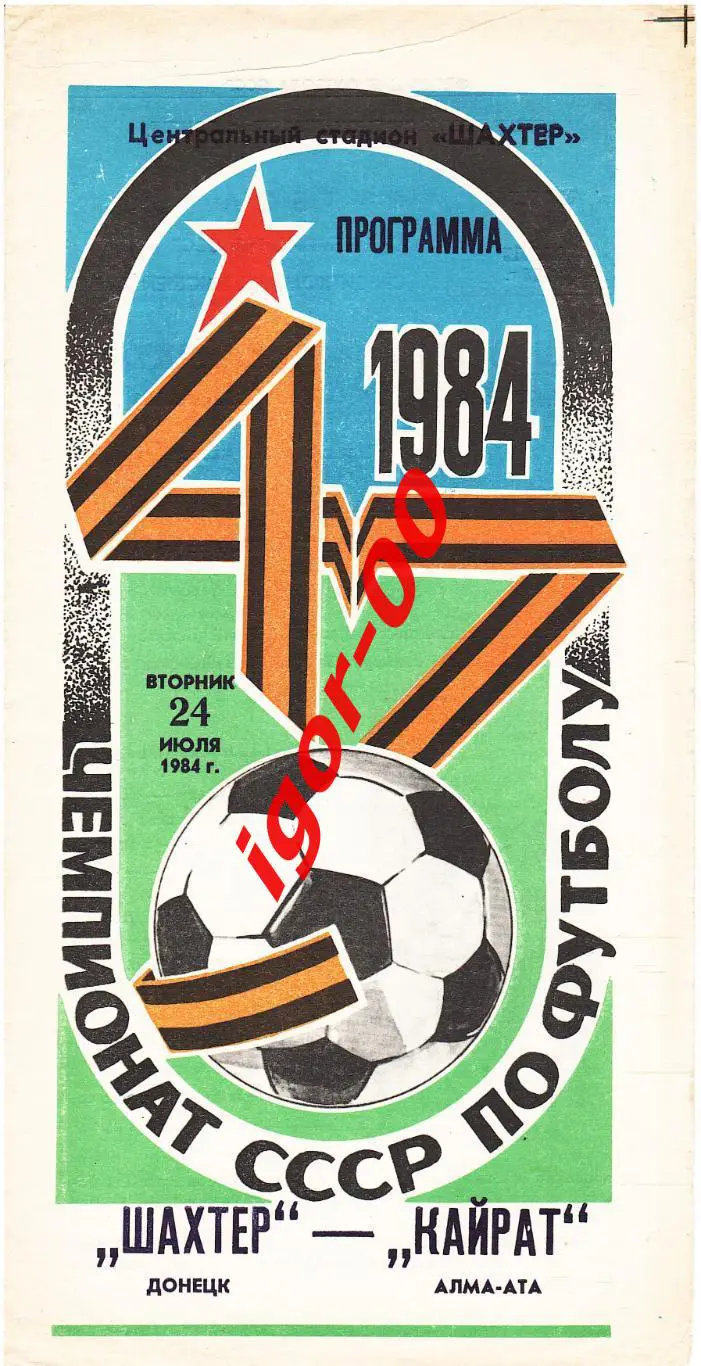 Центральный стадион «ШАХТЕР»
ПРОГРАММА
1984
ВТОРНИК
24
ИЮЛЯ
1984 г.
igor-00
ЧЕМПИОНАТ СССР ПО ФУТБОЛУ
„ШАХТЕР“ — „КАЙРАТ“
ДОНЕЦК АЛМА-АТА